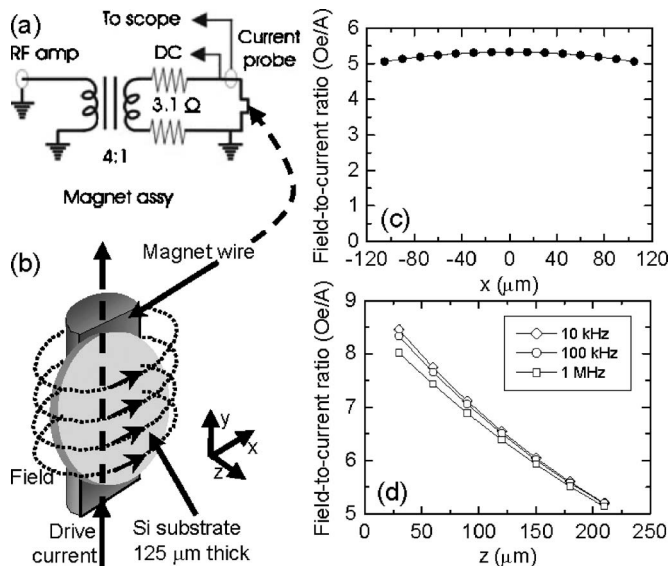 (a)
To scope
DC
Current
probe
RF amp
3.1 Ω
4:1
Magnet assy
(b)
Magnet wire
Field
Drive
current
Si substrate
125 μm thick
y
x
z
Field-to-current ratio (Oe/A)
6
5
4
3
2
1
0
(c)
-120
-80
-40
0
40
80
120
x (μm)
Field-to-current ratio (Oe/A)
9
8
7
6
5
10 kHz
100 kHz
1 MHz
(d)
0
50
100
150
200
250
z (μm)